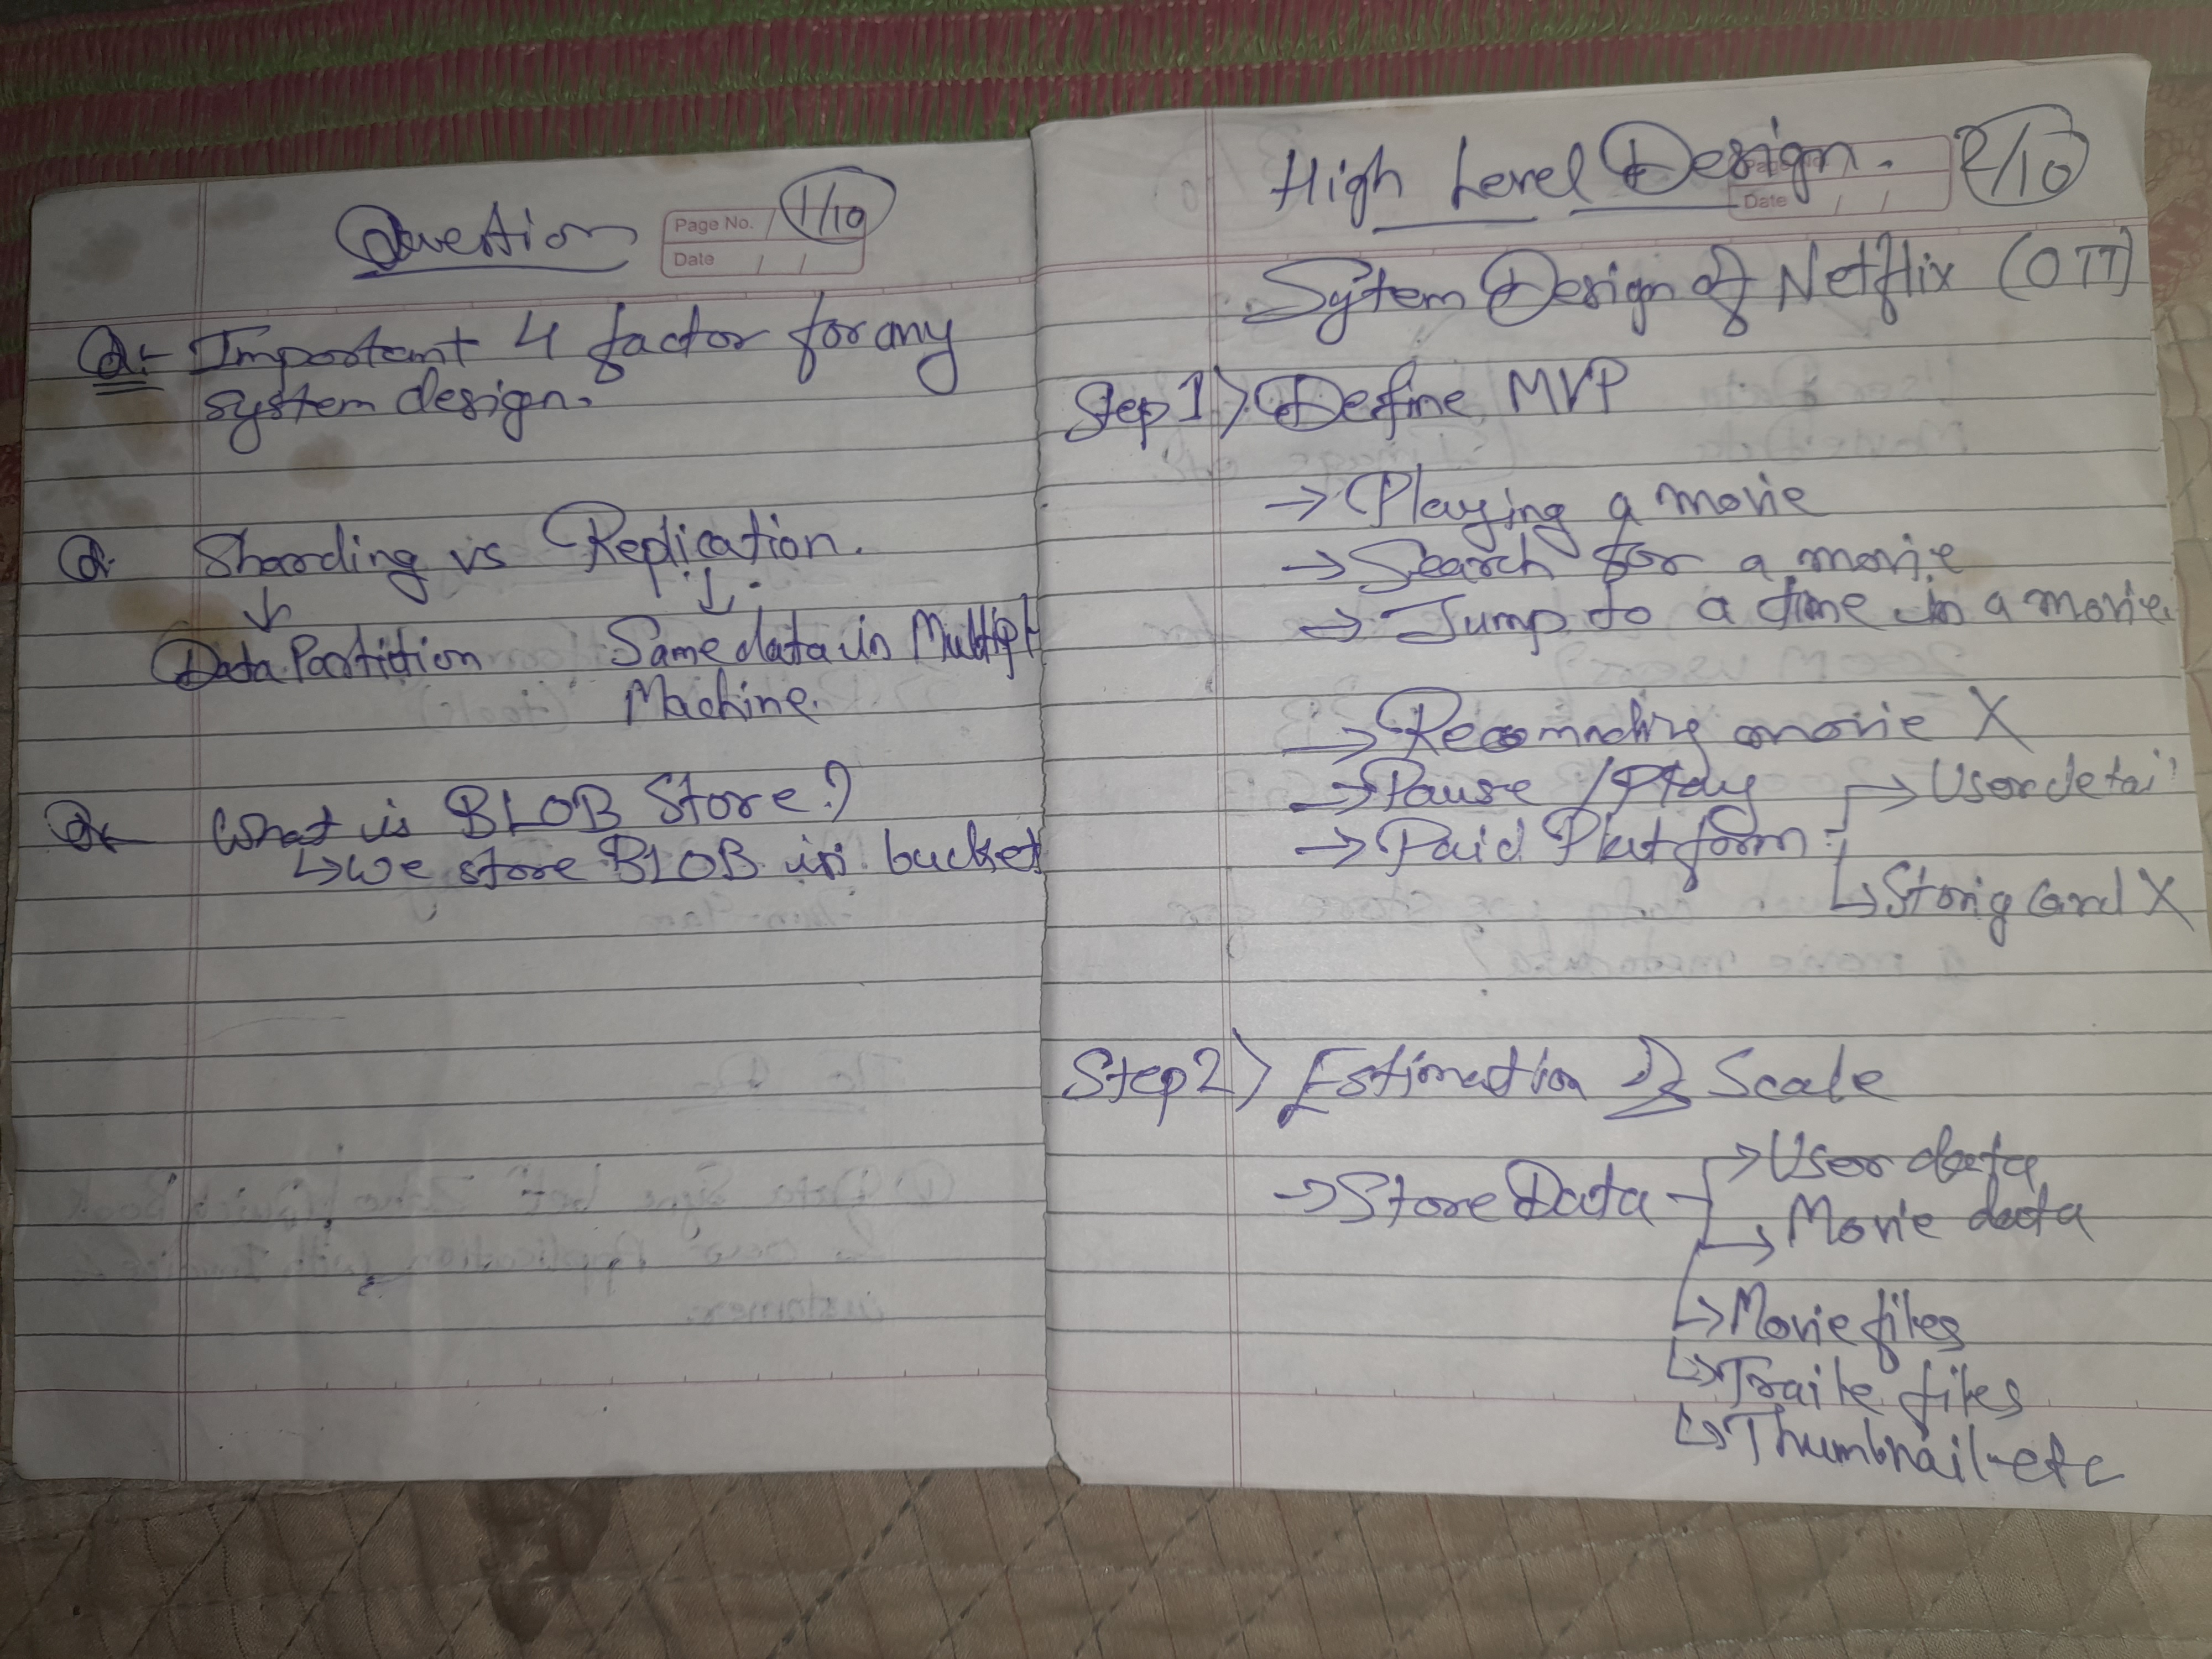 Question
Page No. 1/10
Date / /
Q:- Important 4 factor for any
system design.
Q. Sharding vs Replication.
↓ ↓
Data Partition Same data in Multipl
Machine.
Q:- What is BLOB Store?
↳ We store BLOB in bucket
High Level Design. 2/10
Date / /
System Design of Netflix (OTT)
Step 1> Define MVP
→ Playing a movie
→ Search for a movie
→ Jump to a time in a movie.
→ a movie X
→ Pause / Play
→ Paid Platform → User detai
↳ Storing Card X
Step 2> Estimation Scale
→ Store Data → User data
→ Movie data
↳ Movie files
↳ Traile files
↳ Thumbnail-etc